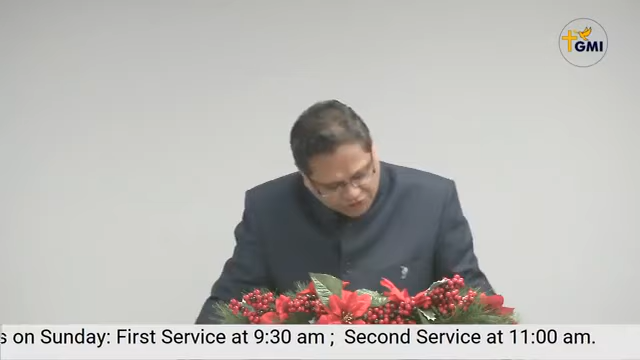 GMI
s on Sunday: First Service at 9:30 am ;  Second Service at 11:00 am.